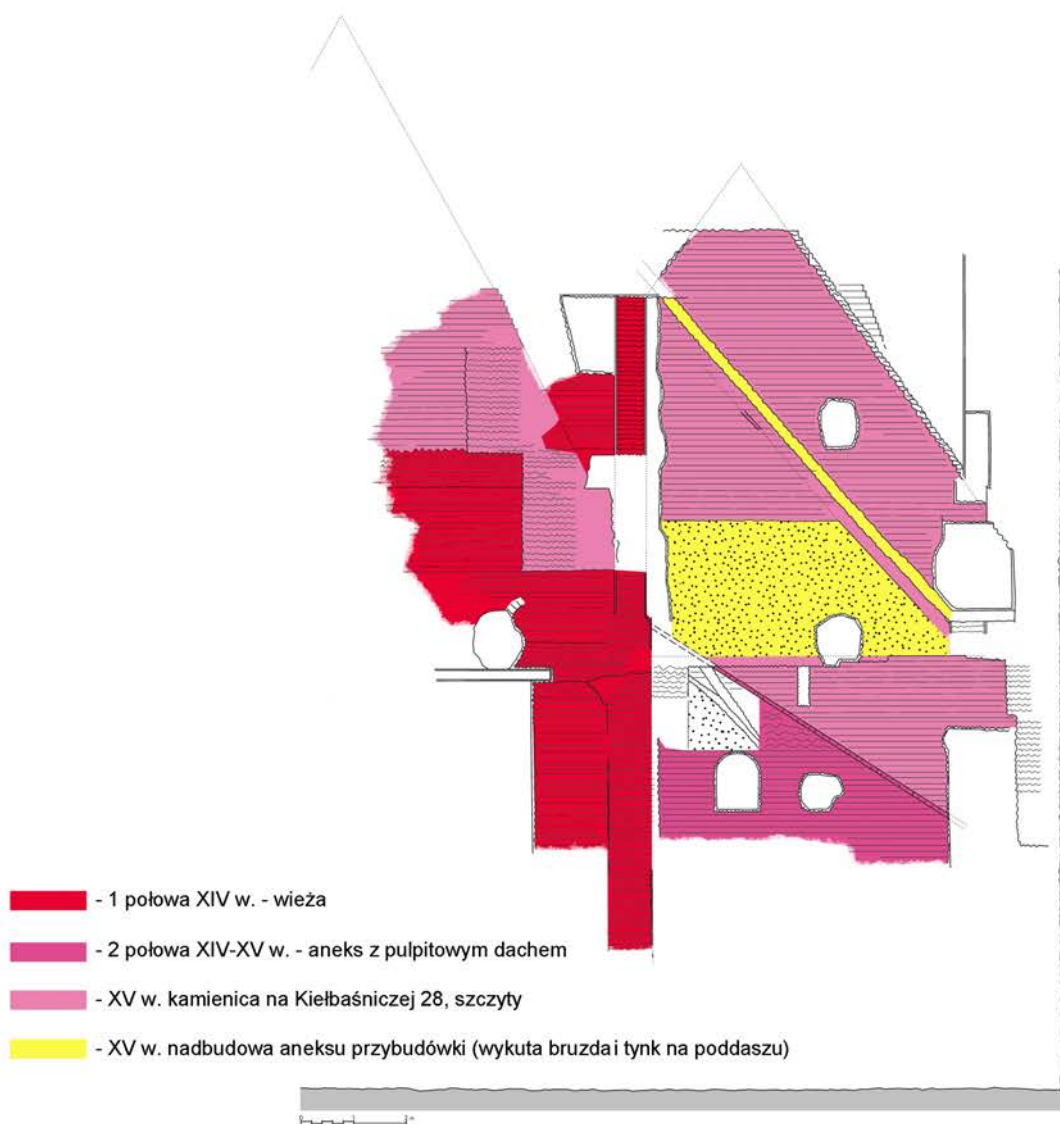 - 1 połowa XIV w. - wieża
- 2 połowa XIV-XV w. - aneks z pulpitowym dachem
- XV w. kamienica na Kiełbaśniczej 28, szczyty
- XV w. nadbudowa aneksu przybudówki (wykuta bruzda i tynk na poddaszu)